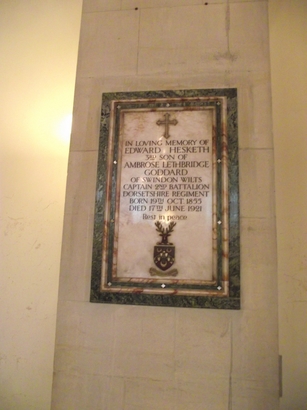 IN LOVING MEMORY OF
EDWARD HESKETH
3RD SON OF
AMBROSE LETHBRIDGE
GODDARD
OF SWINDON WILTS
CAPTAIN 2ND BATTALION
DORSETSHIRE REGIMENT
BORN 19TH OCT 1855
DIED 17TH JUNE 1921
Rest in peace